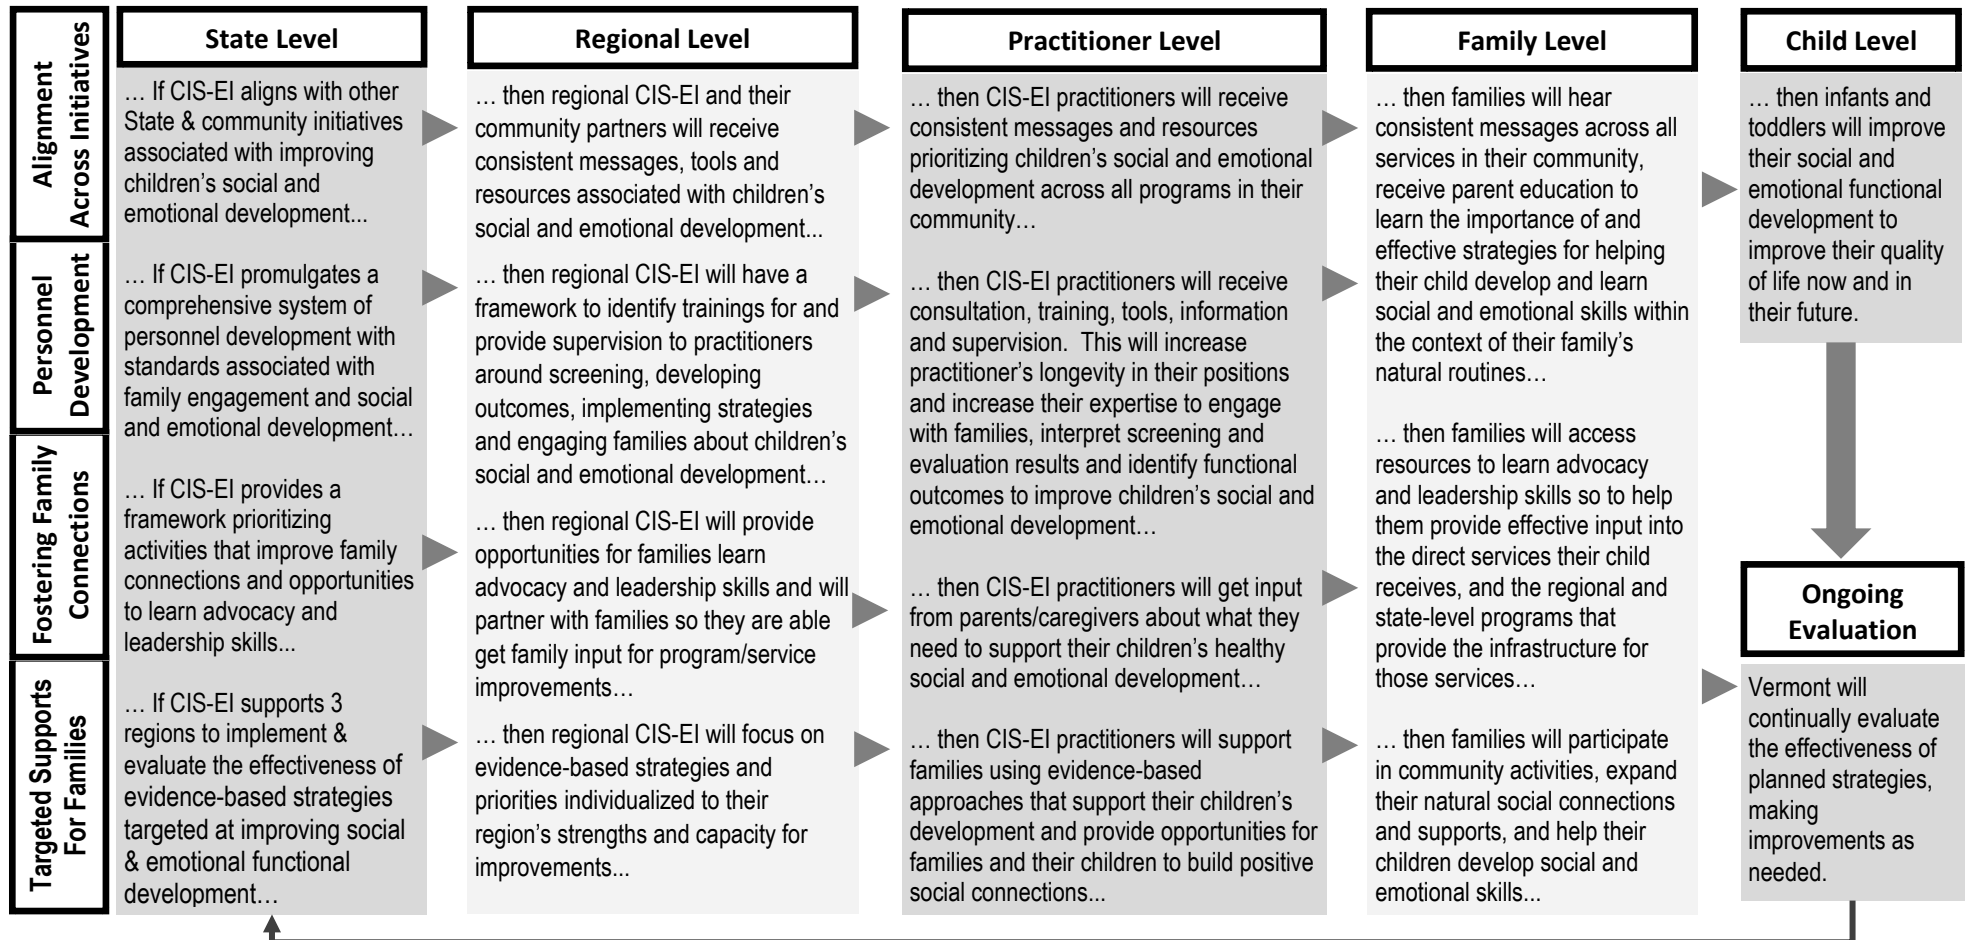 Alignment
Across Initiatives
Personnel
Development
Fostering Family
Connections
Targeted Supports
For Families
State Level
… If CIS-EI aligns with other
State & community initiatives
associated with improving
children’s social and
emotional development...
… If CIS-EI promulgates a
comprehensive system of
personnel development with
standards associated with
family engagement and social
and emotional development…
… If CIS-EI provides a
framework prioritizing
activities that improve family
connections and opportunities
to learn advocacy and
leadership skills...
… If CIS-EI supports 3
regions to implement &
evaluate the effectiveness of
evidence-based strategies
targeted at improving social
& emotional functional
development…
Regional Level
… then regional CIS-EI and their
community partners will receive
consistent messages, tools and
resources associated with children’s
social and emotional development...
… then regional CIS-EI will have a
framework to identify trainings for and
provide supervision to practitioners
around screening, developing
outcomes, implementing strategies
and engaging families about children’s
social and emotional development…
… then regional CIS-EI will provide
opportunities for families learn
advocacy and leadership skills and will
partner with families so they are able
get family input for program/service
improvements…
… then regional CIS-EI will focus on
evidence-based strategies and
priorities individualized to their
region’s strengths and capacity for
improvements...
Practitioner Level
… then CIS-EI practitioners will receive
consistent messages and resources
prioritizing children’s social and emotional
development across all programs in their
community…
… then CIS-EI practitioners will receive
consultation, training, tools, information
and supervision.  This will increase
practitioner’s longevity in their positions
and increase their expertise to engage
with families, interpret screening and
evaluation results and identify functional
outcomes to improve children’s social and
emotional development…
… then CIS-EI practitioners will get input
from parents/caregivers about what they
need to support their children’s healthy
social and emotional development…
… then CIS-EI practitioners will support
families using evidence-based
approaches that support their children’s
development and provide opportunities for
families and their children to build positive
social connections...
Family Level
… then families will hear
consistent messages across all
services in their community,
receive parent education to
learn the importance of and
effective strategies for helping
their child develop and learn
social and emotional skills within
the context of their family’s
natural routines…
… then families will access
resources to learn advocacy
and leadership skills so to help
them provide effective input into
the direct services their child
receives, and the regional and
state-level programs that
provide the infrastructure for
those services…
… then families will participate
in community activities, expand
their natural social connections
and supports, and help their
children develop social and
emotional skills...
Child Level
… then infants and
toddlers will improve
their social and
emotional functional
development to
improve their quality
of life now and in
their future.
Ongoing
Evaluation
Vermont will
continually evaluate
the effectiveness of
planned strategies,
making
improvements as
needed.